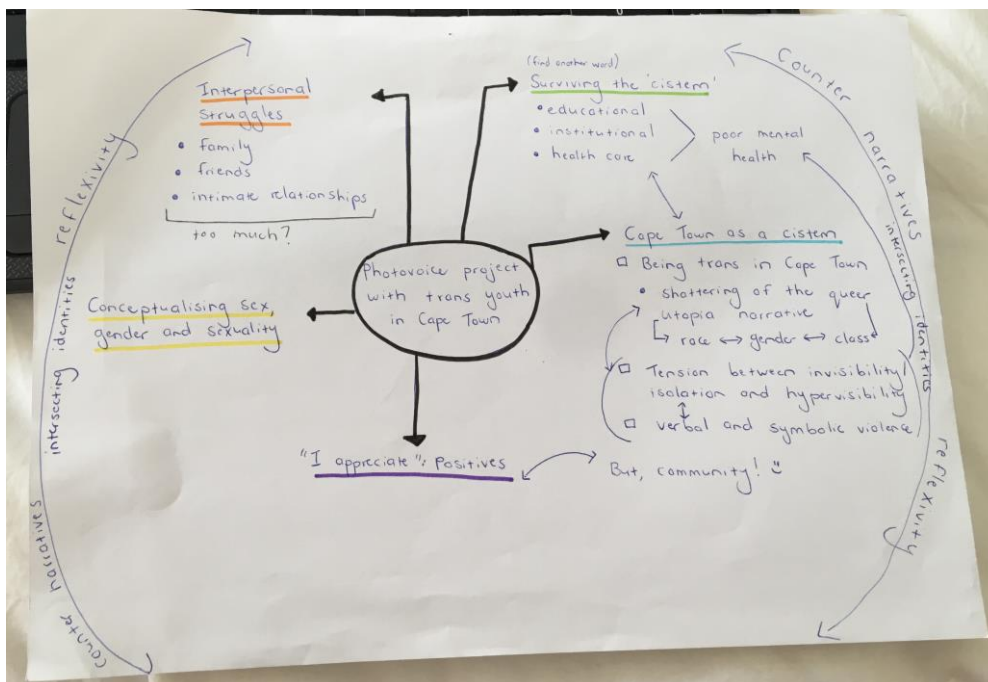 Interpersonal
struggles
• family
• friends
• intimate relationships
too much?
(find another word)
Surviving the 'cistem'
• educational
• institutional
• health care
poor mental
health
Cape Town as a cistem
□ Being trans in Cape Town
• shattering of the queer
utopia narrative
↳ race ↔ gender ↔ class
□ Tension between invisibility/
isolation and hypervisibility
□ verbal and symbolic violence
But, community!
"I appreciate": Positives
Conceptualising sex,
gender and sexuality
Photovoice project
with trans youth
in Cape Town
counter narratives
intersecting identities
reflexivity
Counter narratives
intersecting identities
reflexivity